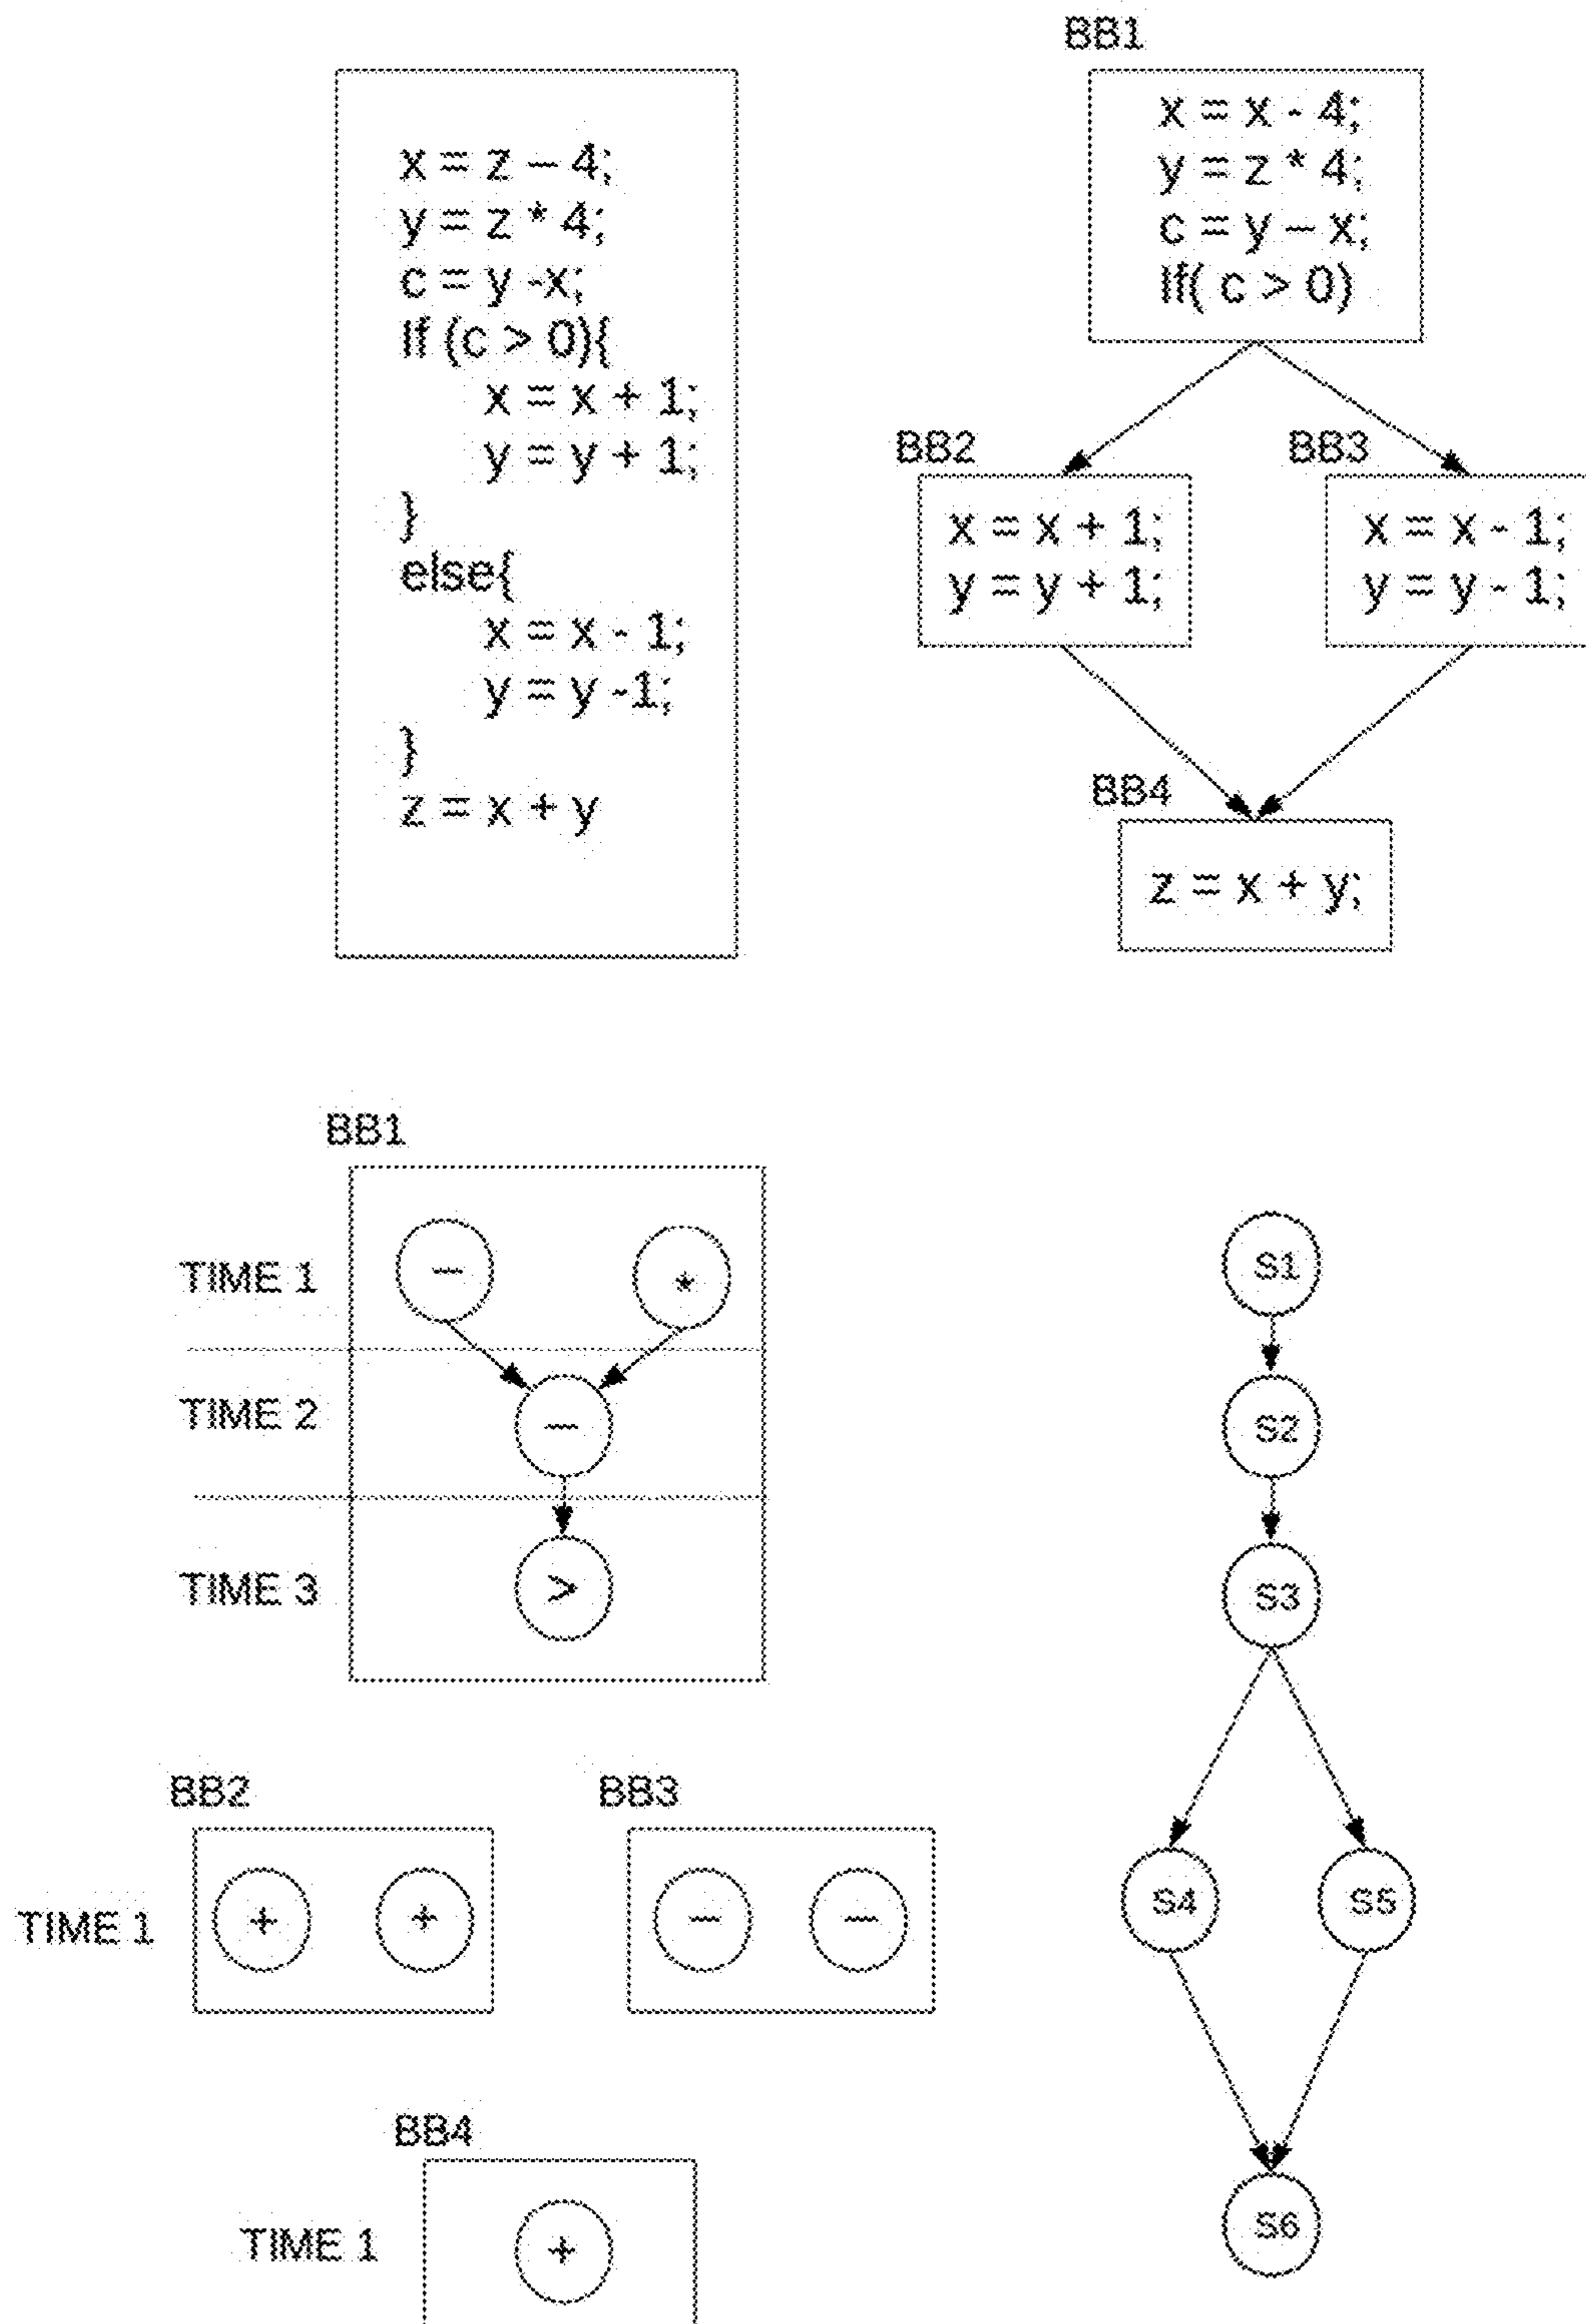 x = z – 4;
y = z * 4;
c = y -x;
If (c > 0){
x = x + 1;
y = y + 1;
}
else{
x = x - 1;
y = y -1;
}
z = x + y
BB1
x = x - 4;
y = z * 4;
c = y – x;
If( c > 0)
BB2
x = x + 1;
y = y + 1;
BB3
x = x - 1;
y = y - 1;
BB4
z = x + y;
BB1
TIME 1
– *
TIME 2
–
TIME 3
>
BB2
TIME 1
+ +
BB3
– –
BB4
TIME 1
+
S1
S2
S3
S4 S5
S6